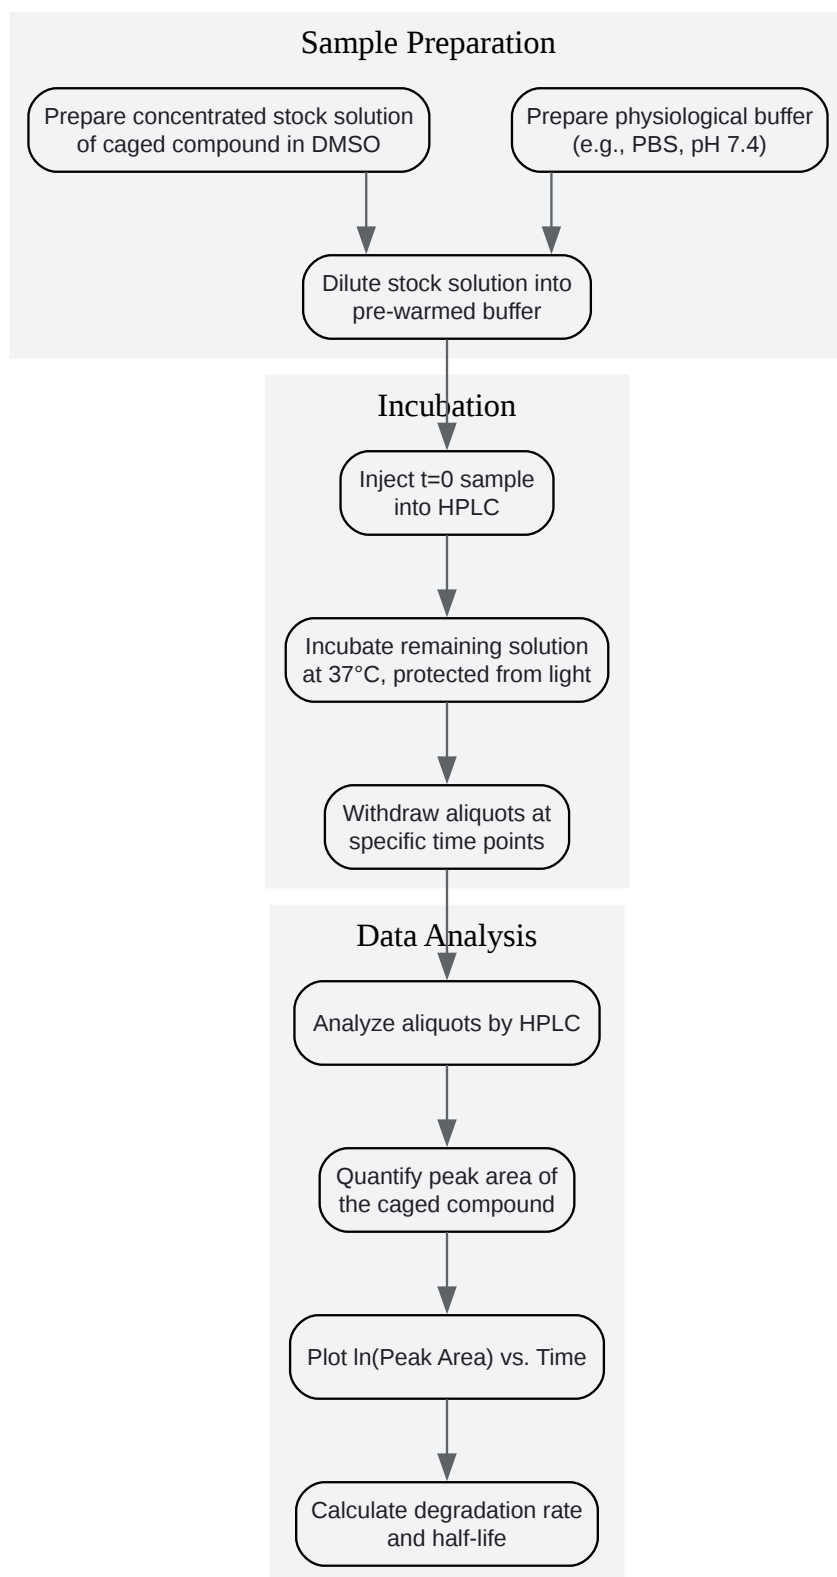 Sample Preparation
Prepare concentrated stock solution
of caged compound in DMSO
Prepare physiological buffer
(e.g., PBS, pH 7.4)
Dilute stock solution into
pre-warmed buffer
Incubation
Inject t=0 sample
into HPLC
Incubate remaining solution
at 37°C, protected from light
Withdraw aliquots at
specific time points
Data Analysis
Analyze aliquots by HPLC
Quantify peak area of
the caged compound
Plot ln(Peak Area) vs. Time
Calculate degradation rate
and half-life